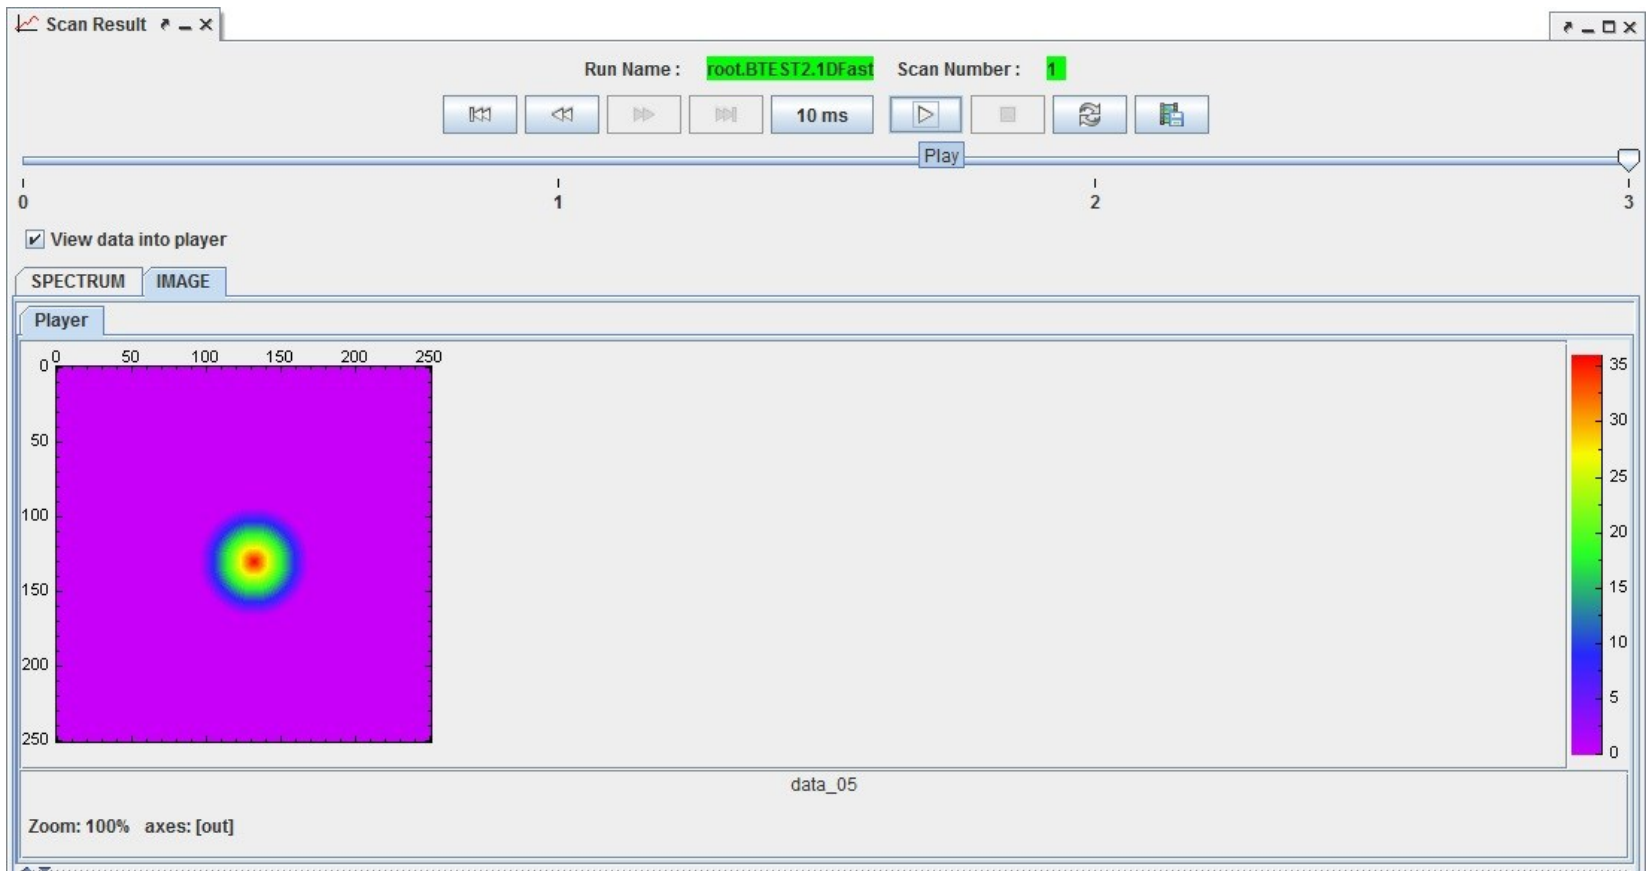 Scan Result
Run Name : root.BTEST2.1DFast Scan Number : 1
10 ms
Play
0 1 2 3
View data into player
SPECTRUM IMAGE
Player
0 50 100 150 200 250
0
50
100
150
200
250
35
30
25
20
15
10
5
0
data_05
Zoom: 100% axes: [out]